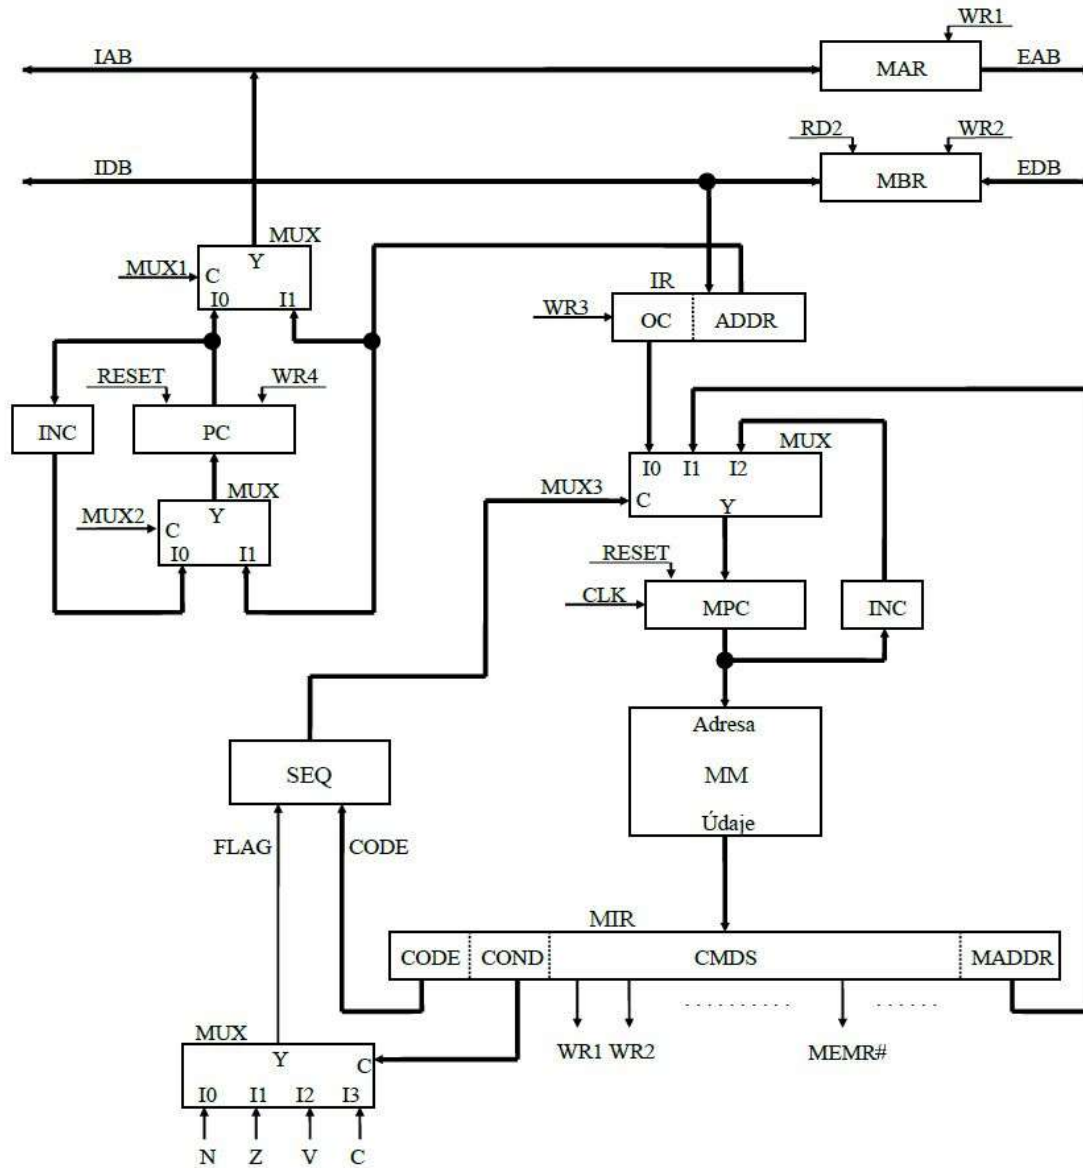 WR1
IAB
MAR
EAB
RD2
WR2
IDB
MBR
EDB
MUX
MUX1
C
Y
I0
I1
IR
WR3
OC
ADDR
RESET
WR4
INC
PC
MUX
MUX2
C
Y
I0
I1
MUX
I0
I1
I2
MUX3
C
Y
RESET
CLK
MPC
INC
Adresa
MM
Údaje
SEQ
FLAG
CODE
MIR
CODE
COND
CMDS
MADDR
MUX
Y
C
I0
I1
I2
I3
N
Z
V
C
WR1
WR2
. . . . . . . . . .
MEMR#
. . . . . .